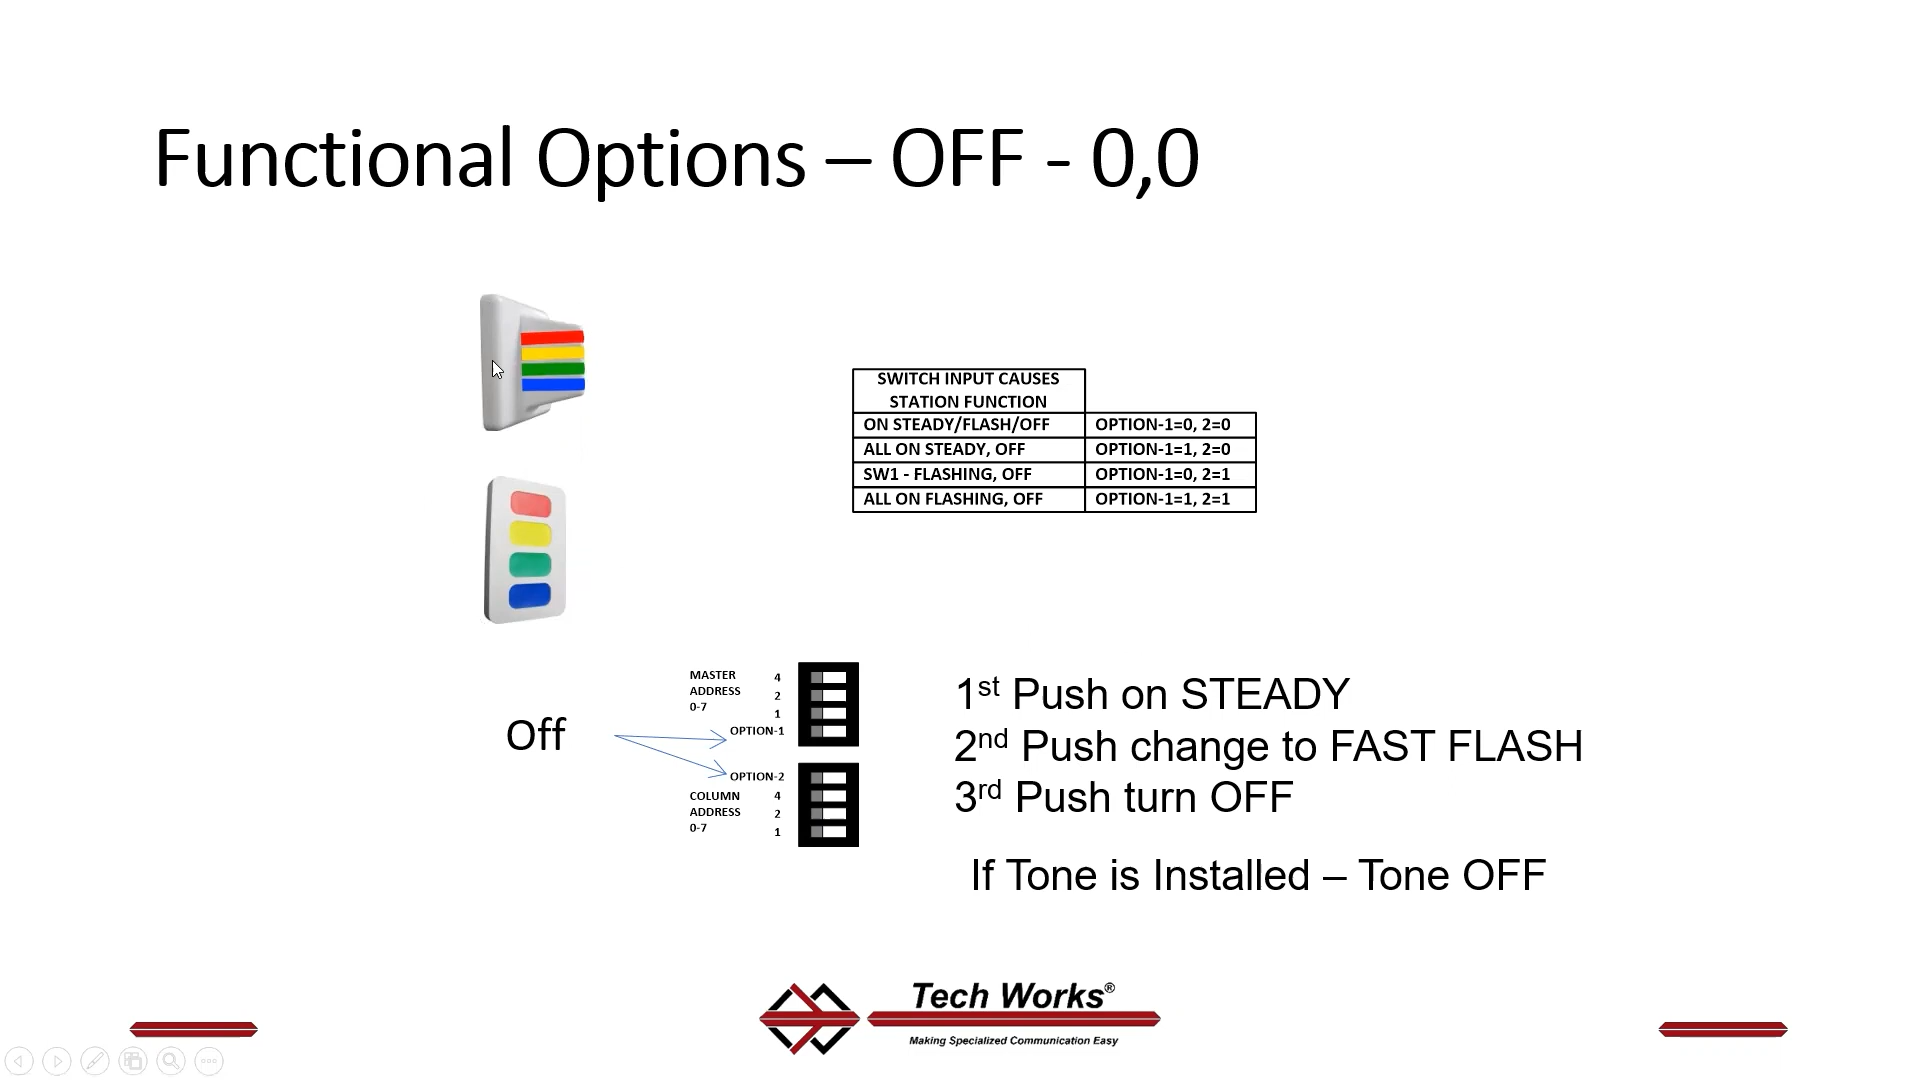 Functional Options – OFF - 0,0
SWITCH INPUT CAUSES
STATION FUNCTION
ON STEADY/FLASH/OFF OPTION-1=0, 2=0
ALL ON STEADY, OFF OPTION-1=1, 2=0
SW1 - FLASHING, OFF OPTION-1=0, 2=1
ALL ON FLASHING, OFF OPTION-1=1, 2=1
Off
MASTER 4
ADDRESS 2
0-7 1
OPTION-1
OPTION-2
COLUMN 4
ADDRESS 2
0-7 1
1st Push on STEADY
2nd Push change to FAST FLASH
3rd Push turn OFF
If Tone is Installed – Tone OFF
Tech Works®
Making Specialized Communication Easy